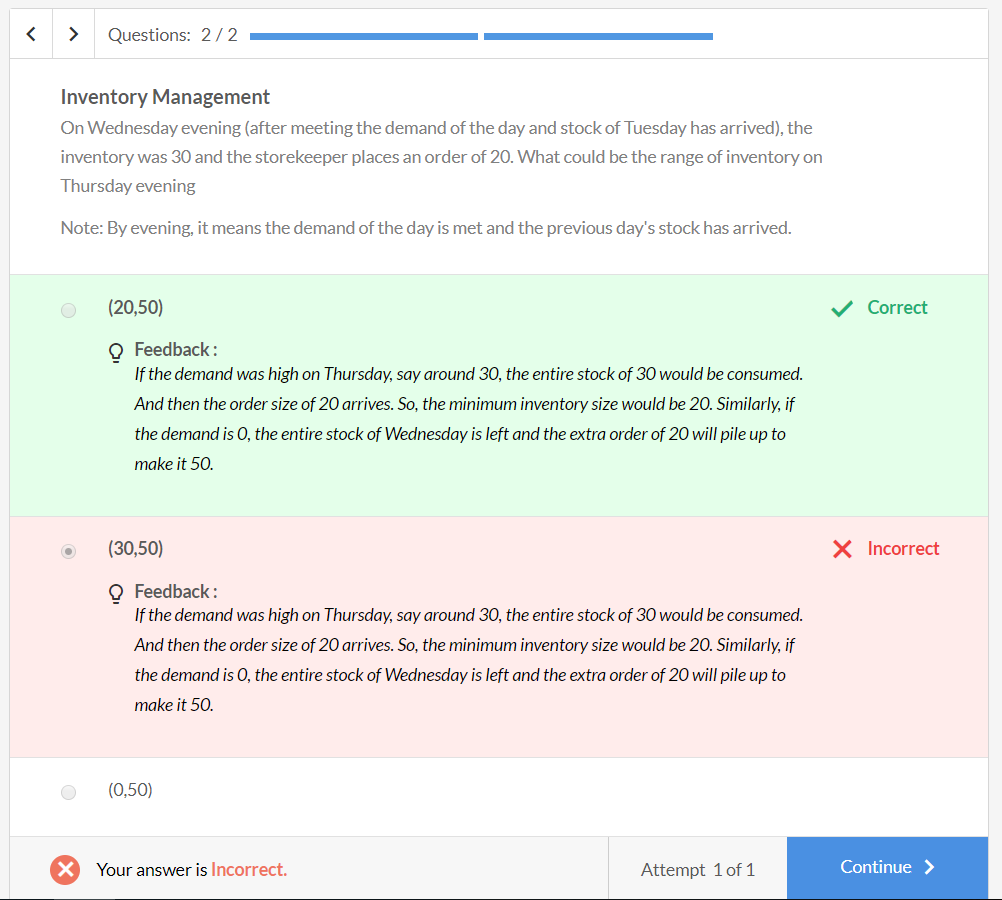 Questions: 2 / 2
Inventory Management
On Wednesday evening (after meeting the demand of the day and stock of Tuesday has arrived), the
inventory was 30 and the storekeeper places an order of 20. What could be the range of inventory on
Thursday evening
Note: By evening, it means the demand of the day is met and the previous day's stock has arrived.
(20,50)
Correct
Feedback :
If the demand was high on Thursday, say around 30, the entire stock of 30 would be consumed.
And then the order size of 20 arrives. So, the minimum inventory size would be 20. Similarly, if
the demand is 0, the entire stock of Wednesday is left and the extra order of 20 will pile up to
make it 50.
(30,50)
Incorrect
Feedback :
If the demand was high on Thursday, say around 30, the entire stock of 30 would be consumed.
And then the order size of 20 arrives. So, the minimum inventory size would be 20. Similarly, if
the demand is 0, the entire stock of Wednesday is left and the extra order of 20 will pile up to
make it 50.
(0,50)
Your answer is Incorrect.
Attempt 1 of 1
Continue